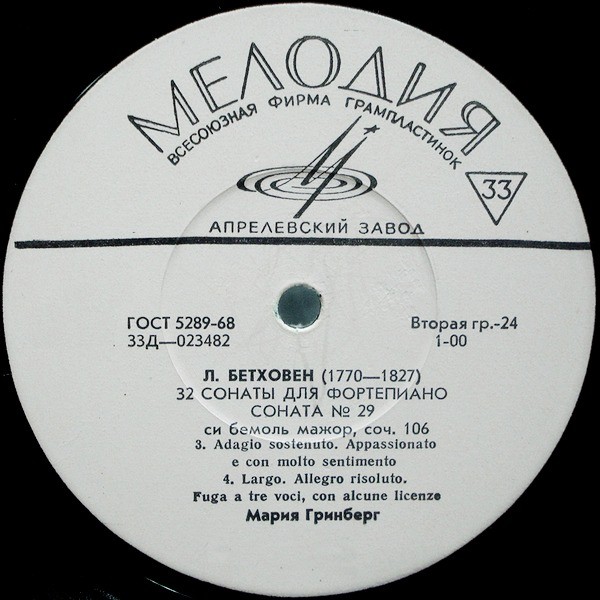 МЕЛОДИЯ
ВСЕСОЮЗНАЯ ФИРМА ГРАМПЛАСТИНОК
33
АПРЕЛЕВСКИЙ ЗАВОД
ГОСТ 5289-68
33Д—023482
Вторая гр.-24
1-00
Л. БЕТХОВЕН (1770—1827)
32 СОНАТЫ ДЛЯ ФОРТЕПИАНО
СОНАТА № 29
си бемоль мажор, соч. 106
3. Adagio sostenuto. Appassionato
e con molto sentimento
4. Largo. Allegro risoluto.
Fuga a tre voci, con alcune licenze
Мария Гринберг